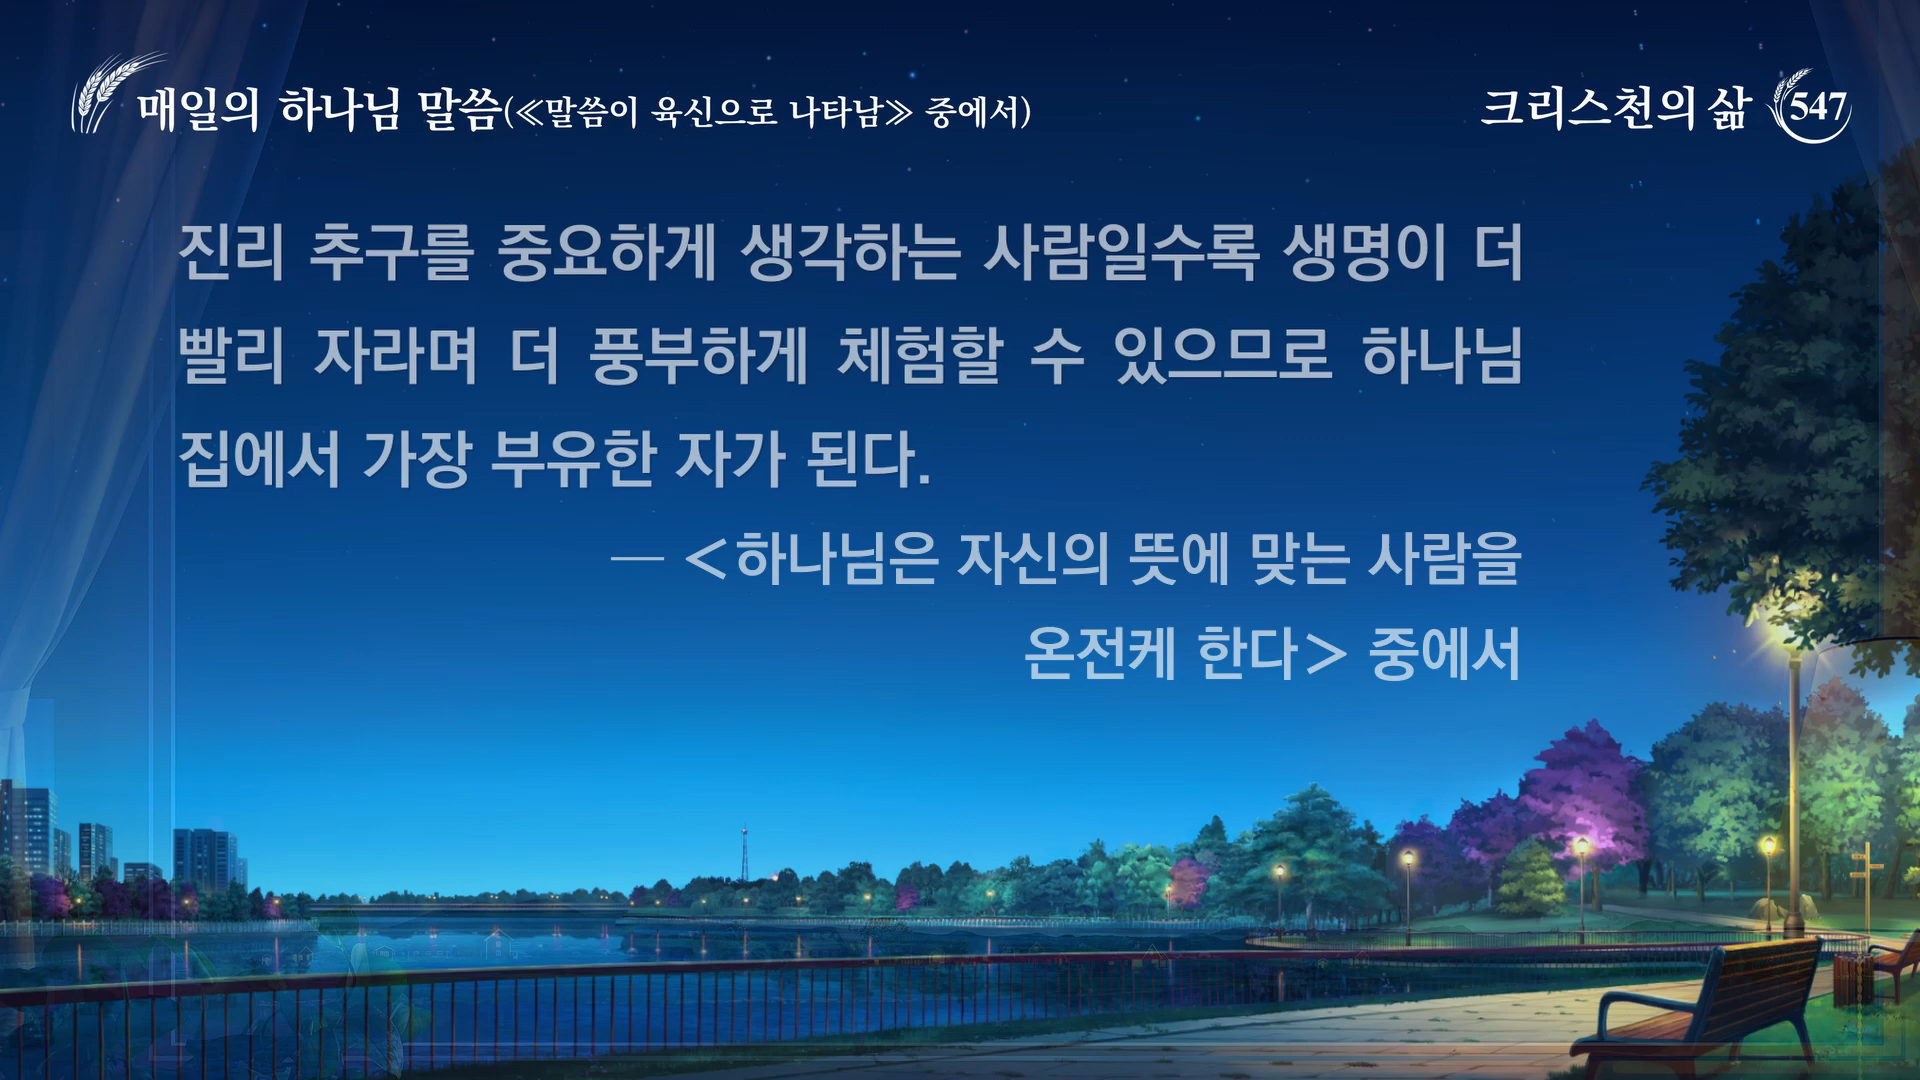 매일의 하나님 말씀(≪말씀이 육신으로 나타남≫ 중에서)
크리스천의 삶 547
진리 추구를 중요하게 생각하는 사람일수록 생명이 더
빨리 자라며 더 풍부하게 체험할 수 있으므로 하나님
집에서 가장 부유한 자가 된다.
— <하나님은 자신의 뜻에 맞는 사람을
온전케 한다> 중에서